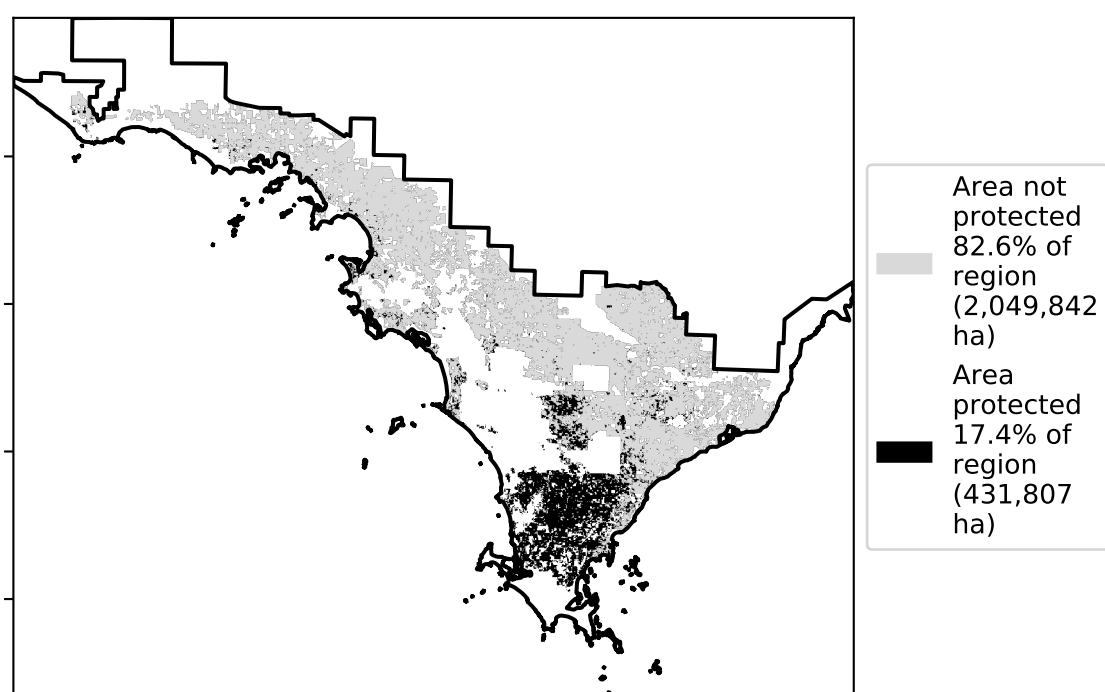 Area not
protected
82.6% of
region
(2,049,842
ha)
Area
protected
17.4% of
region
(431,807
ha)